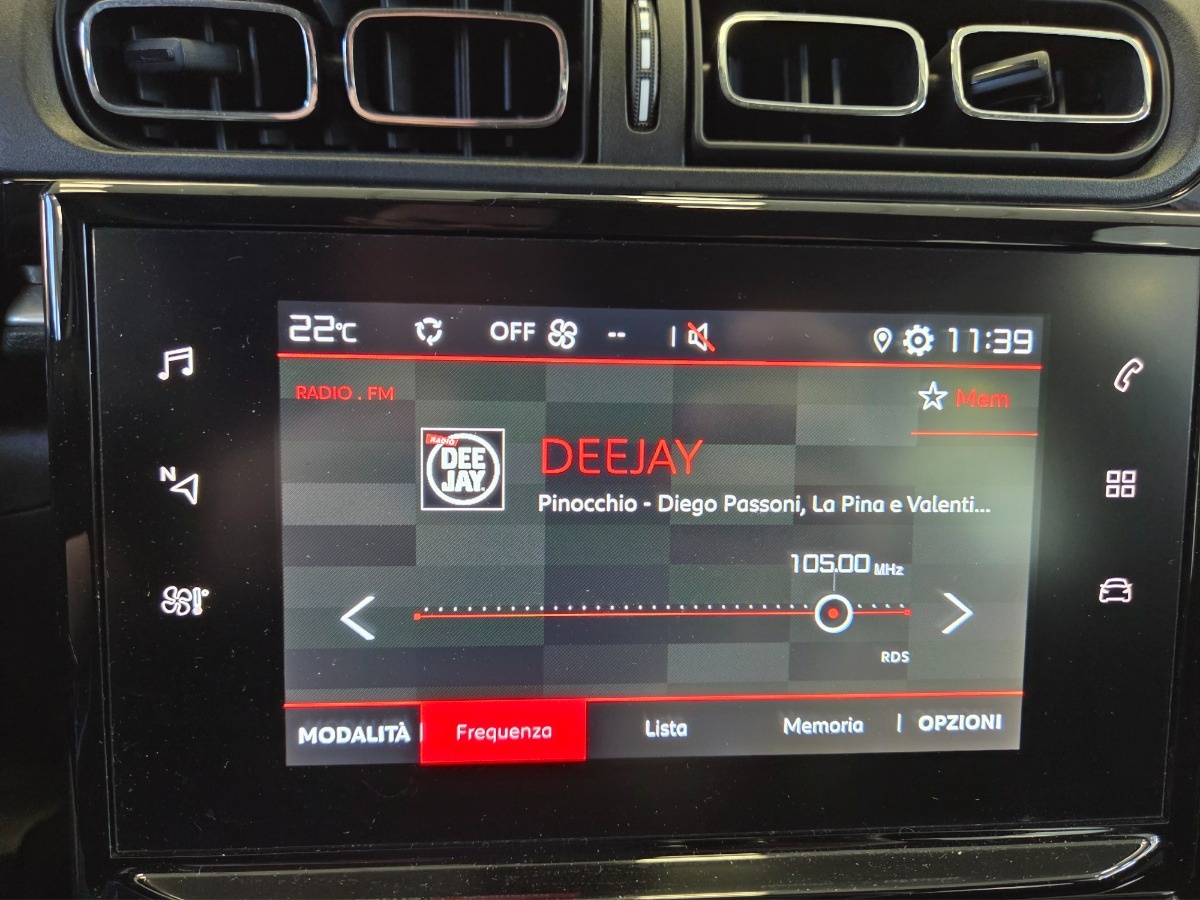 22°C OFF -- 11:39
RADIO . FM
Mem
RADIO
DEE
JAY
DEEJAY
Pinocchio - Diego Passoni, La Pina e Valenti...
105.00 MHz
N
RDS
MODALITÀ Frequenza Lista Memoria OPZIONI